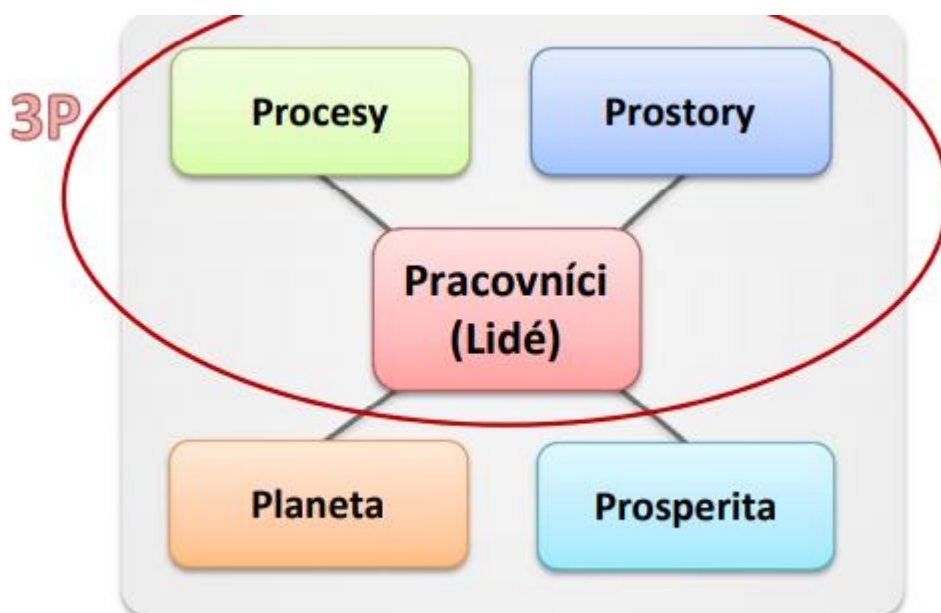 3P
Procesy
Prostory
Pracovníci
(Lidé)
Planeta
Prosperita